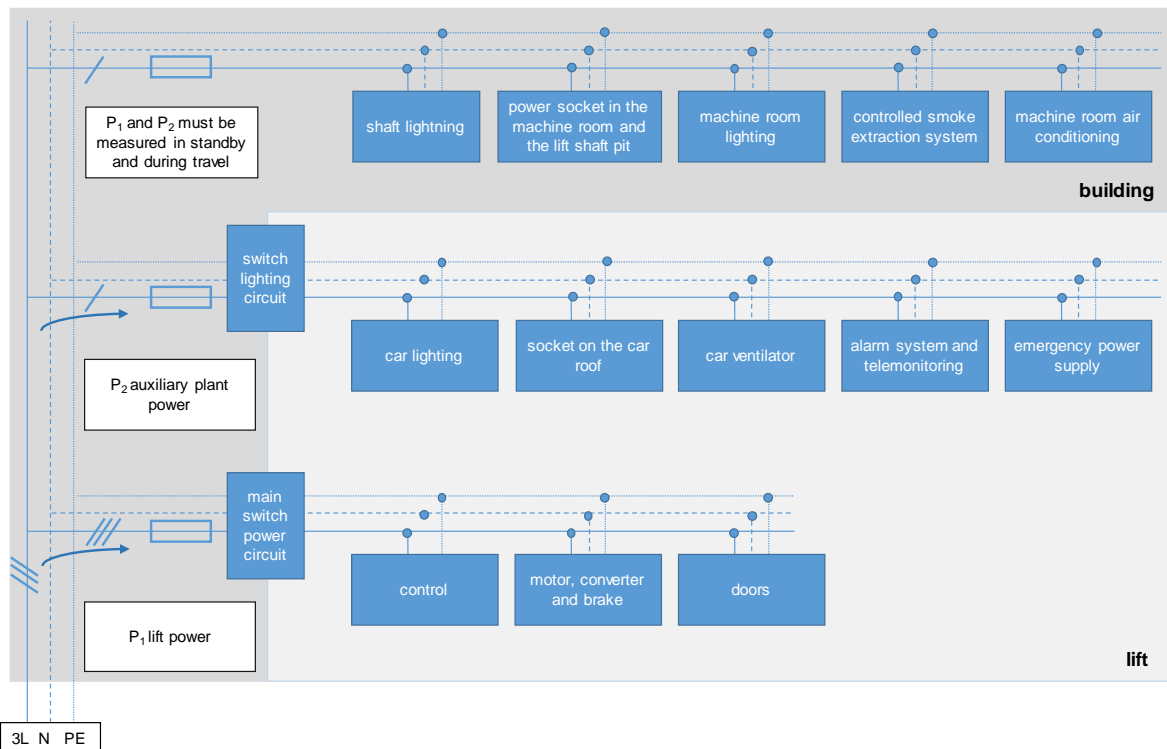 P₁ and P₂ must be
measured in standby
and during travel
shaft lightning
power socket in the
machine room and
the lift shaft pit
machine room
lighting
controlled smoke
extraction system
machine room air
conditioning
building
switch
lighting
circuit
car lighting
socket on the car
roof
car ventilator
alarm system and
telemonitoring
emergency power
supply
P₂ auxiliary plant
power
main
switch
power
circuit
control
motor, converter
and brake
doors
P₁ lift power
lift
3L N PE